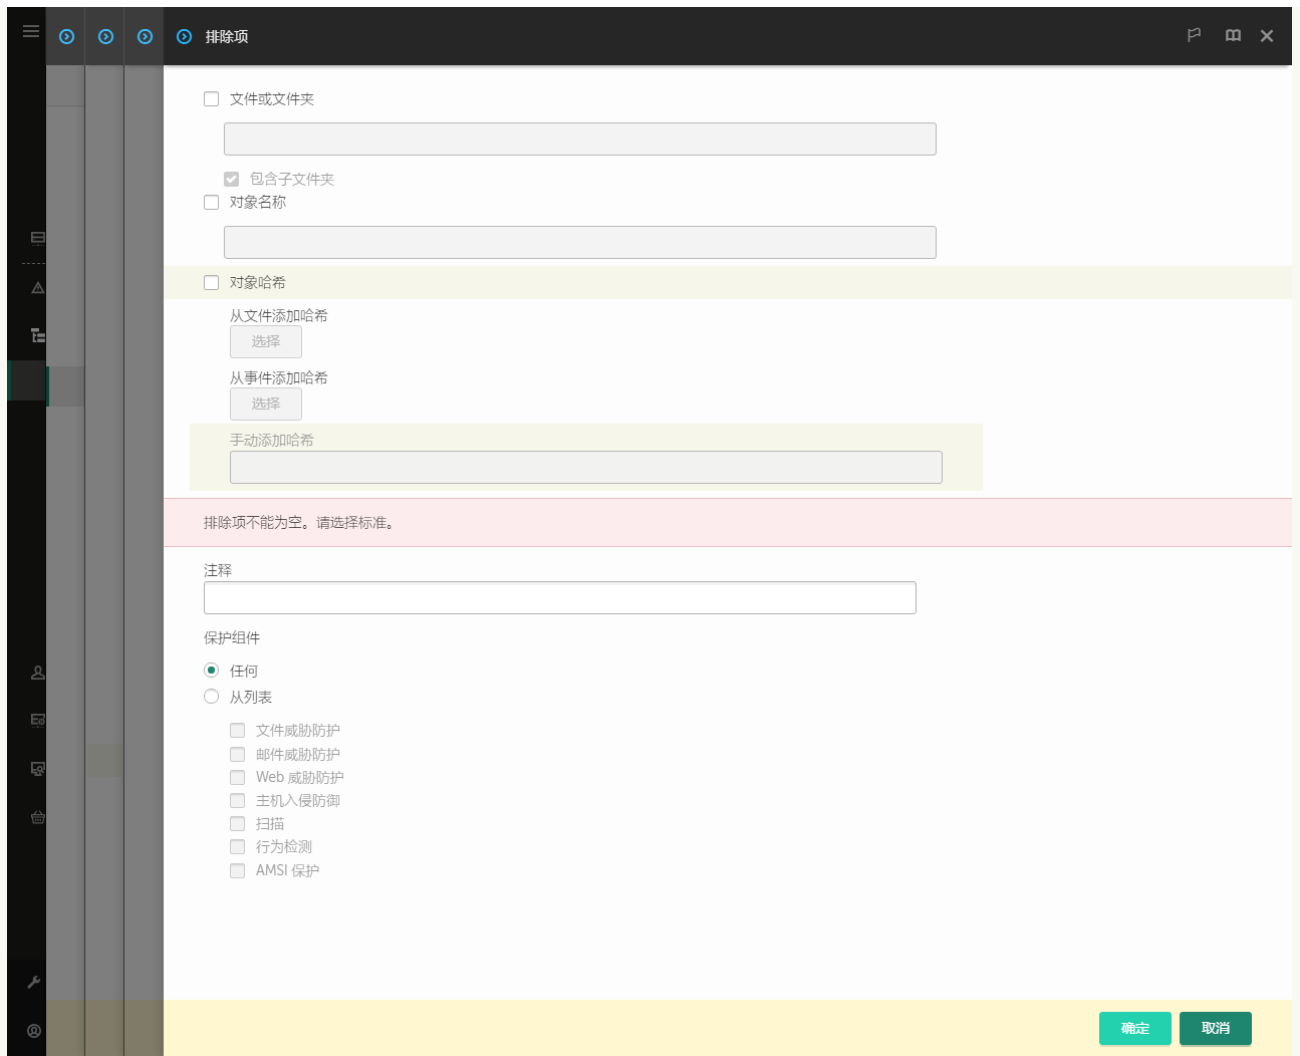 排除项
文件或文件夹
包含子文件夹
对象名称
对象哈希
从文件添加哈希
选择
从事件添加哈希
选择
手动添加哈希
排除项不能为空。请选择标准。
注释
保护组件
任何
从列表
文件威胁防护
邮件威胁防护
Web 威胁防护
主机入侵防御
扫描
行为检测
AMSI 保护
确定 取消